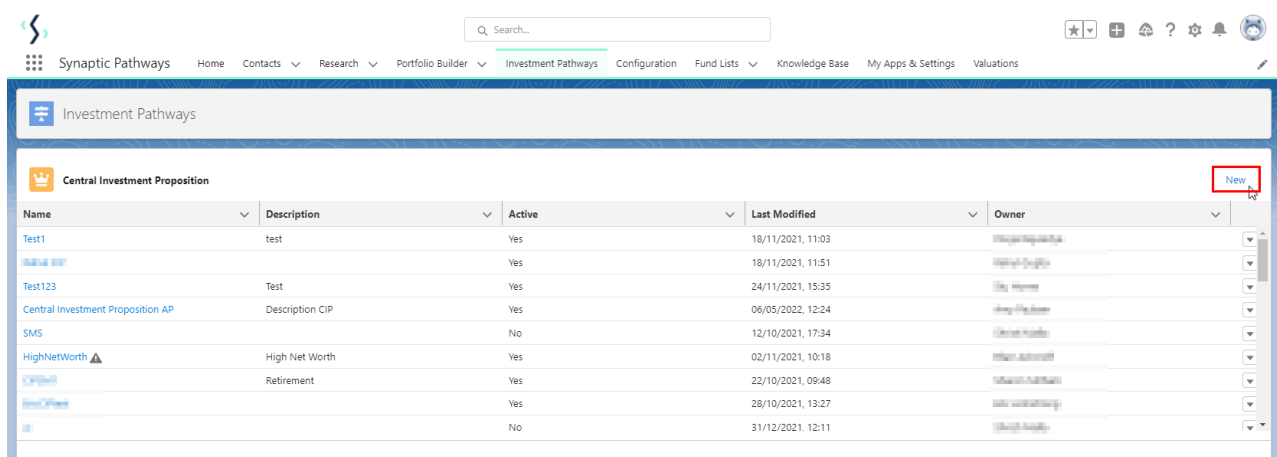 Search...
Synaptic Pathways Home Contacts Research Portfolio Builder Investment Pathways Configuration Fund Lists Knowledge Base My Apps & Settings Valuations
Investment Pathways
Central Investment Proposition New
Name Description Active Last Modified Owner
Test1 test Yes 18/11/2021, 11:03
Yes 18/11/2021, 11:51
Test123 Test Yes 24/11/2021, 15:35
Central Investment Proposition AP Description CIP Yes 06/05/2022, 12:24
SMS No 12/10/2021, 17:34
HighNetWorth High Net Worth Yes 02/11/2021, 10:18
Retirement Yes 22/10/2021, 09:48
Yes 28/10/2021, 13:27
No 31/12/2021, 12:11